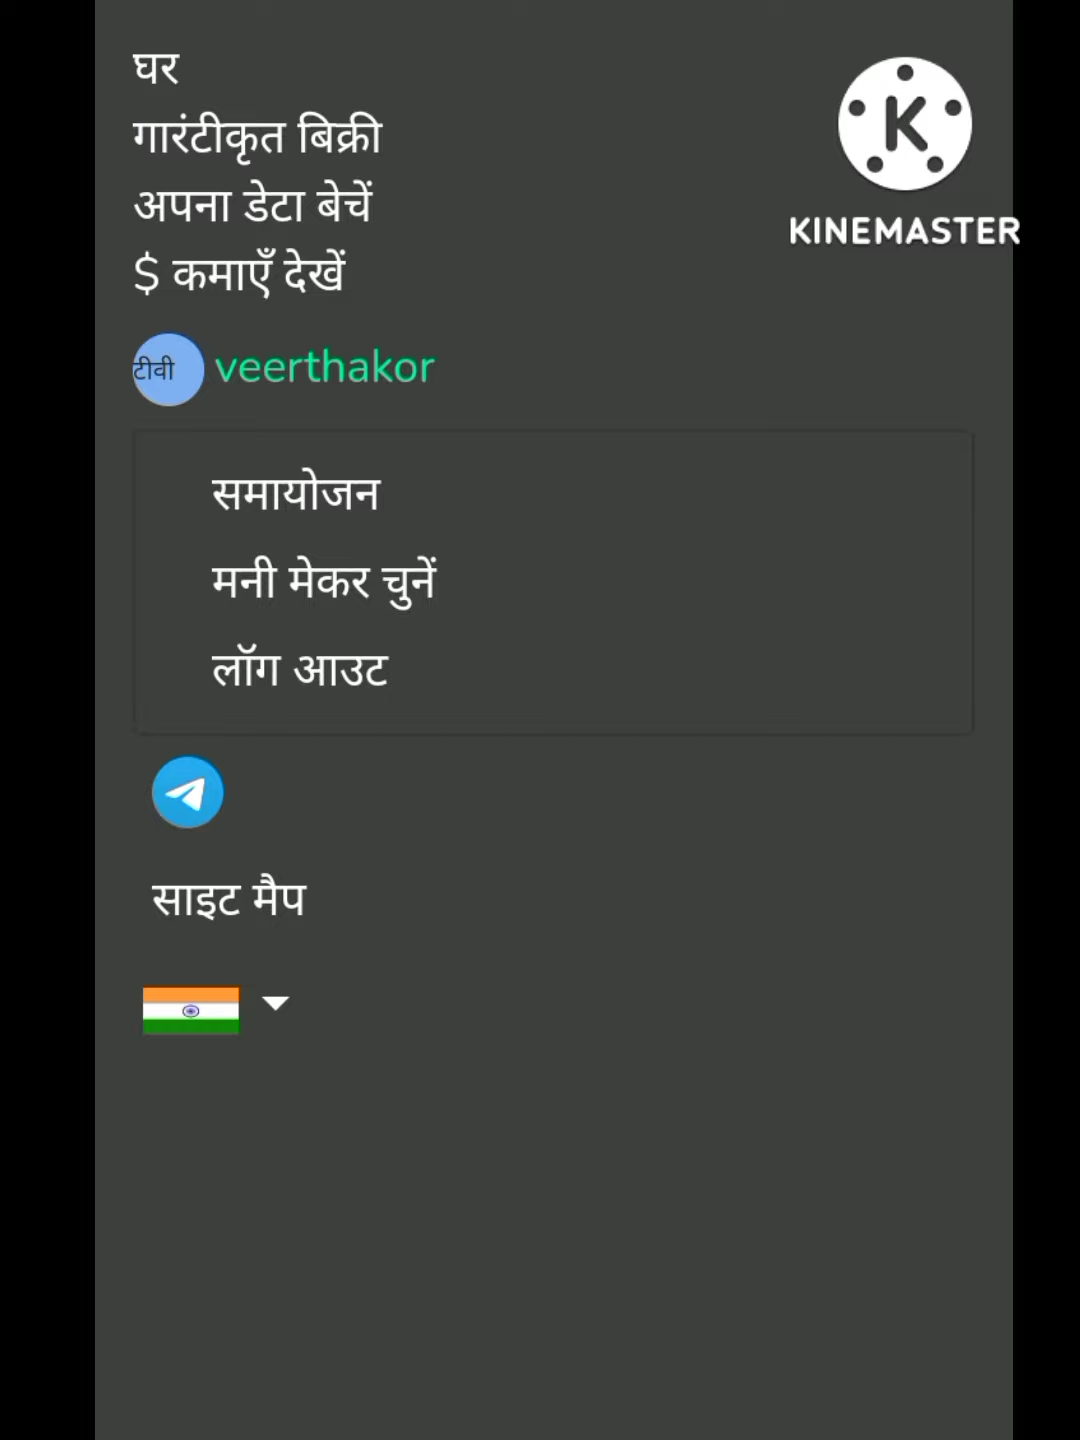 घर
गारंटीकृत बिक्री
अपना डेटा बेचें
$ कमाएँ देखें
K
KINEMASTER
टीवी veerthakor
समायोजन
मनी मेकर चुनें
लॉग आउट
साइट मैप